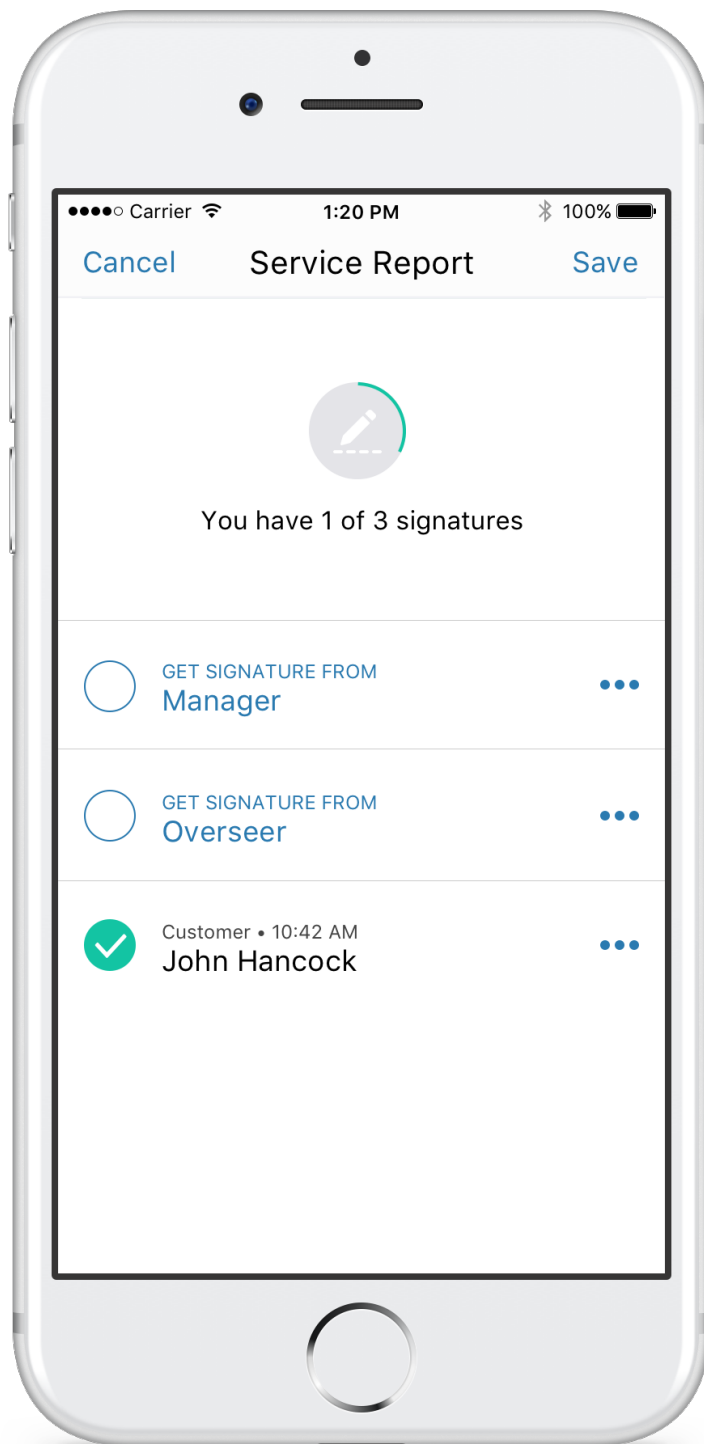 Carrier 1:20 PM 100%
Cancel Service Report Save
You have 1 of 3 signatures
GET SIGNATURE FROM
Manager
GET SIGNATURE FROM
Overseer
Customer • 10:42 AM
John Hancock